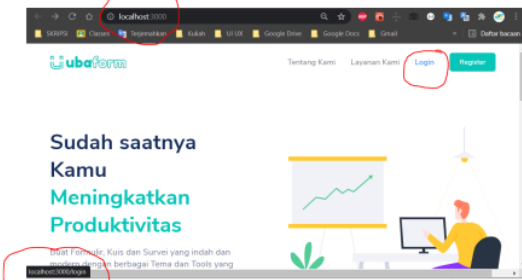 localhost:3000
SKRIPSI Classes Terjemahkan Kuliah UI UX Google Drive Google Docs Gmail Daftar bacaan
ubaform Tentang Kami Layanan Kami Login Register
Sudah saatnya
Kamu
Meningkatkan
Produktivitas
Buat Formulir, Kuis dan Survei yang indah dan
modern dengan berbagai Tema dan Tools yang
localhost:3000/login